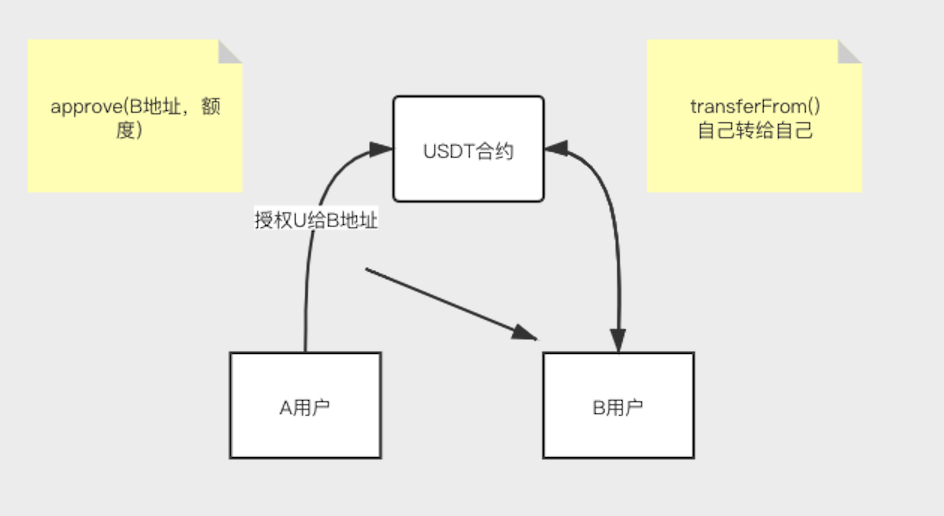 approve(B地址，额
度)
transferFrom()
自己转给自己
USDT合约
授权U给B地址
A用户
B用户